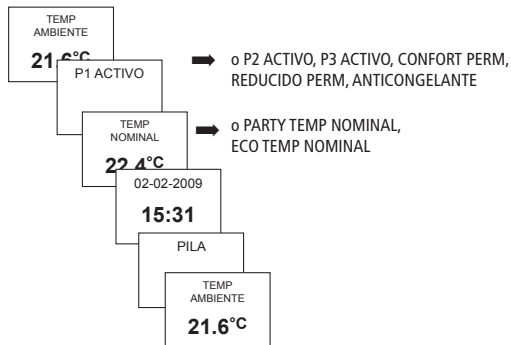 TEMP
AMBIENTE
21.6°C
P1 ACTIVO
o P2 ACTIVO, P3 ACTIVO, CONFORT PERM,
REDUCIDO PERM, ANTICONGELANTE
TEMP
NOMINAL
22.4°C
o PARTY TEMP NOMINAL,
ECO TEMP NOMINAL
02-02-2009
15:31
PILA
TEMP
AMBIENTE
21.6°C